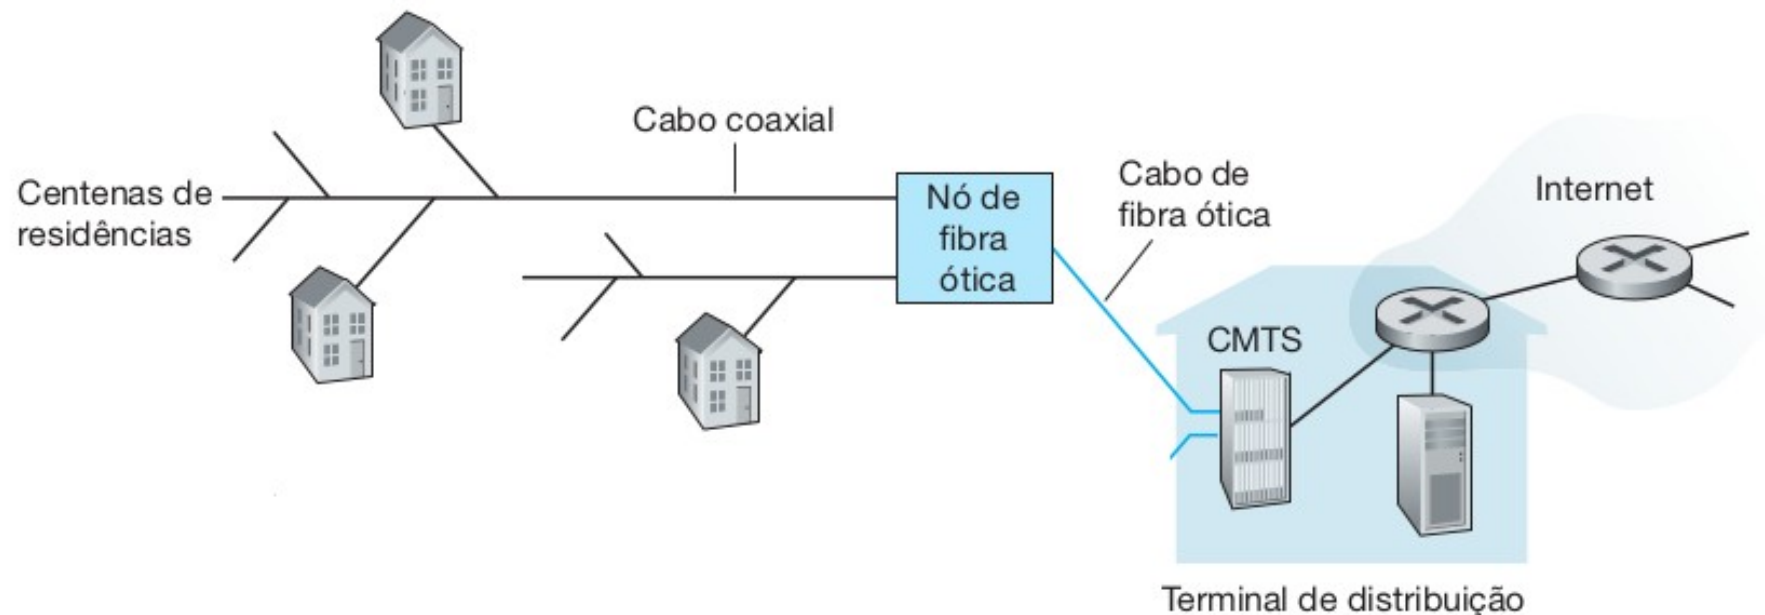 Cabo coaxial
Centenas de
residências
Nó de
fibra
ótica
Cabo de
fibra ótica
Internet
CMTS
Terminal de distribuição